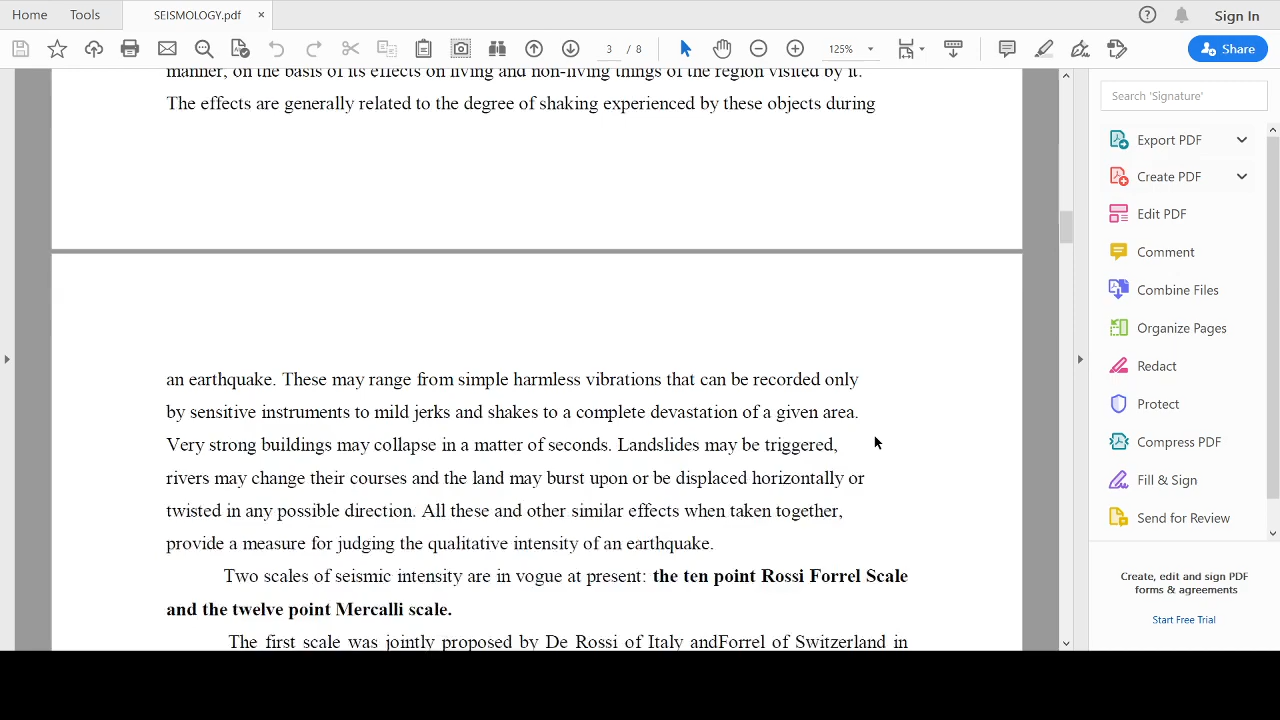 Home Tools SEISMOLOGY.pdf × Sign In
3 / 8 125% Share
manner, on the basis of its effects on living and non-living things of the region visited by it.
The effects are generally related to the degree of shaking experienced by these objects during
an earthquake. These may range from simple harmless vibrations that can be recorded only
by sensitive instruments to mild jerks and shakes to a complete devastation of a given area.
Very strong buildings may collapse in a matter of seconds. Landslides may be triggered,
rivers may change their courses and the land may burst upon or be displaced horizontally or
twisted in any possible direction. All these and other similar effects when taken together,
provide a measure for judging the qualitative intensity of an earthquake.
Two scales of seismic intensity are in vogue at present: the ten point Rossi Forrel Scale
and the twelve point Mercalli scale.
The first scale was jointly proposed by De Rossi of Italy andForrel of Switzerland in
Search 'Signature'
Export PDF
Create PDF
Edit PDF
Comment
Combine Files
Organize Pages
Redact
Protect
Compress PDF
Fill & Sign
Send for Review
Create, edit and sign PDF
forms & agreements
Start Free Trial